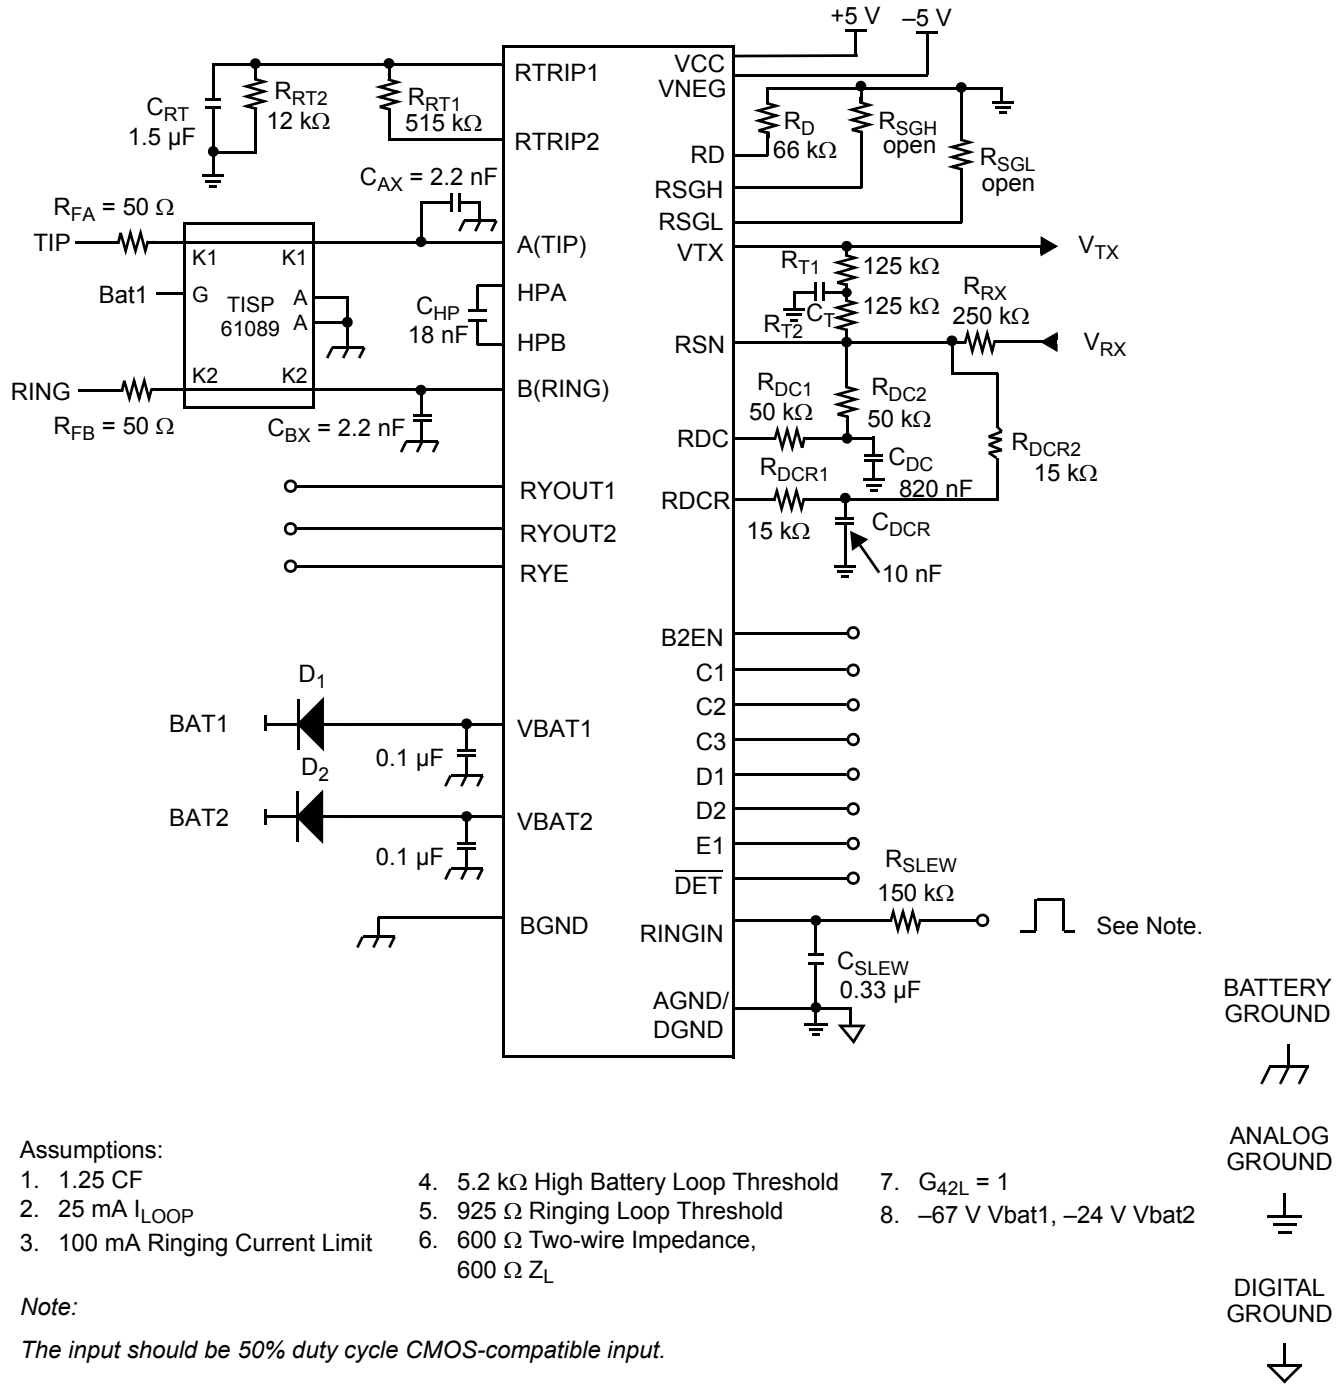 +5 V
–5 V
RTRIP1
RTRIP2
C_RT
1.5 µF
R_RT2
12 kΩ
R_RT1
515 kΩ
C_AX = 2.2 nF
R_FA = 50 Ω
TIP
K1
K1
Bat1
G
TISP
61089
A
A
K2
K2
RING
R_FB = 50 Ω
C_BX = 2.2 nF
A(TIP)
HPA
C_HP
18 nF
HPB
B(RING)
RYOUT1
RYOUT2
RYE
D1
BAT1
0.1 µF
VBAT1
D2
BAT2
0.1 µF
VBAT2
BGND
VCC
VNEG
RD
R_D
66 kΩ
R_SGH
open
R_SGL
open
RSGH
RSGL
VTX
V_TX
R_T1
125 kΩ
C_T
125 kΩ
R_T2
R_RX
250 kΩ
RSN
V_RX
R_DC1
50 kΩ
R_DC2
50 kΩ
RDC
C_DC
820 nF
R_DCR2
15 kΩ
R_DCR1
RDCR
15 kΩ
C_DCR
10 nF
B2EN
C1
C2
C3
D1
D2
E1
DET
R_SLEW
150 kΩ
RINGIN
See Note.
C_SLEW
0.33 µF
AGND/
DGND
BATTERY
GROUND
ANALOG
GROUND
DIGITAL
GROUND
Assumptions:
1. 1.25 CF
2. 25 mA I_LOOP
3. 100 mA Ringing Current Limit
4. 5.2 kΩ High Battery Loop Threshold
5. 925 Ω Ringing Loop Threshold
6. 600 Ω Two-wire Impedance,
600 Ω Z_L
7. G_42L = 1
8. –67 V Vbat1, –24 V Vbat2
Note:
The input should be 50% duty cycle CMOS-compatible input.